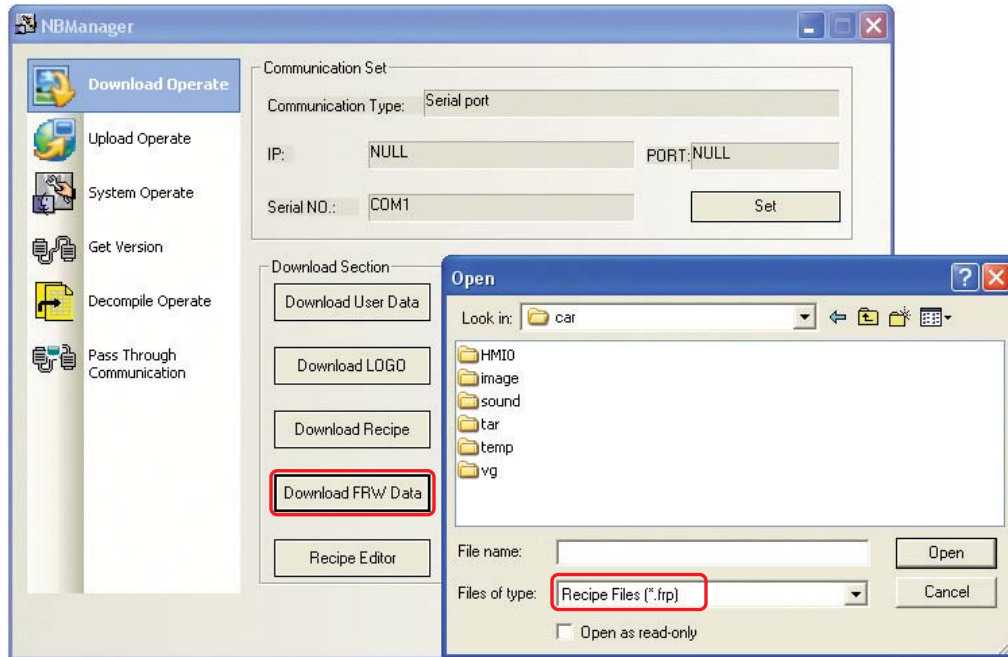 NBManager
Download Operate
Upload Operate
System Operate
Get Version
Decompile Operate
Pass Through
Communication
Communication Set
Communication Type: Serial port
IP: NULL PORT: NULL
Serial NO.: COM1 Set
Download Section
Download User Data
Download LOGO
Download Recipe
Download FRW Data
Recipe Editor
Open
Look in: car
HMI0
image
sound
tar
temp
vg
File name: Open
Files of type: Recipe Files (*.frp) Cancel
Open as read-only